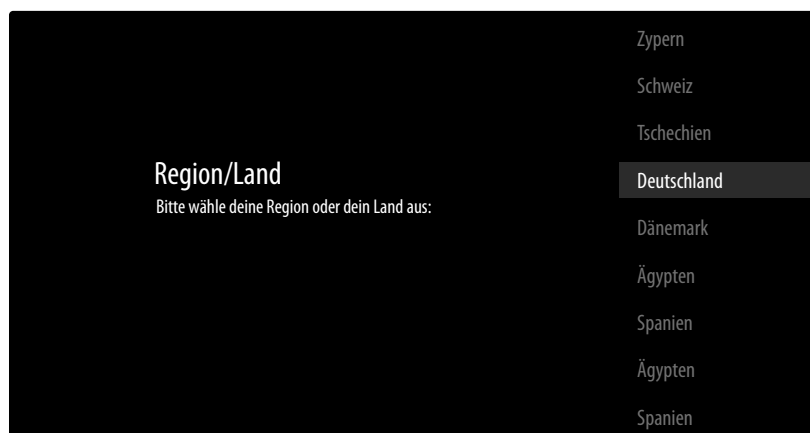 Region/Land
Bitte wähle deine Region oder dein Land aus:
Zypern
Schweiz
Tschechien
Deutschland
Dänemark
Ägypten
Spanien
Ägypten
Spanien